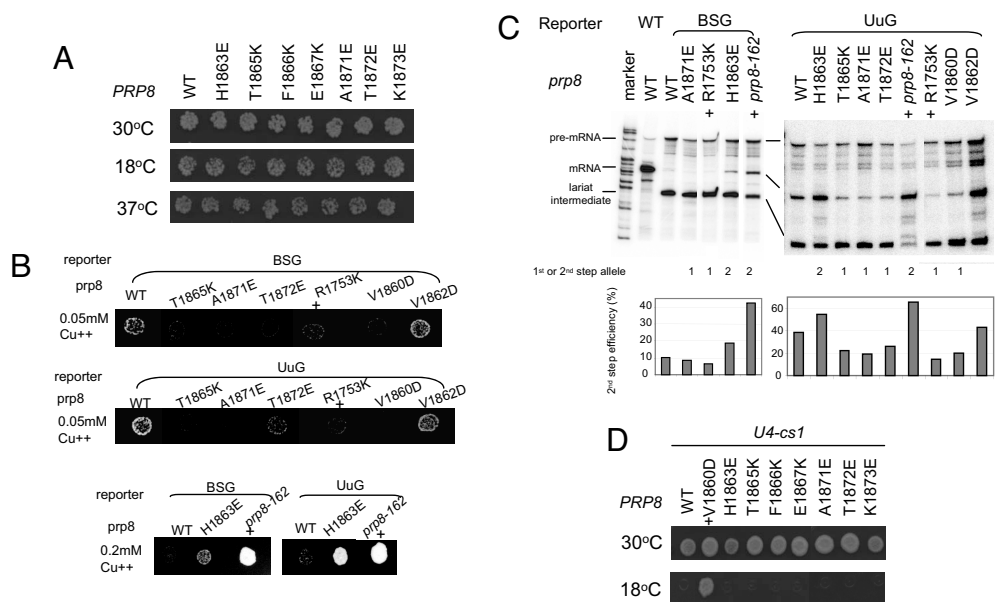 A
PRP8
WT
H1863E
T1865K
F1866K
E1867K
A1871E
T1872E
K1873E
30°C
18°C
37°C
B
reporter
BSG
prp8
WT
T1865K
A1871E
T1872E
R1753K
+
V1860D
V1862D
0.05mM
Cu++
reporter
UuG
prp8
WT
T1865K
A1871E
T1872E
R1753K
+
V1860D
V1862D
0.05mM
Cu++
reporter
BSG
UuG
prp8
WT
H1863E
prp8-162
+
WT
H1863E
prp8-162
+
0.2mM
Cu++
C
Reporter
WT
BSG
UuG
prp8
marker
WT
WT
A1871E
+ R1753K
H1863E
+ prp8-162
WT
H1863E
T1865K
A1871E
T1872E
+ prp8-162
+ R1753K
V1860D
V1862D
pre-mRNA
mRNA
lariat
intermediate
1st or 2nd step allele
1 1 2 2
2 1 1 1 2 1 1
2nd step efficiency (%)
40
30
20
10
0
60
40
20
0
D
U4-cs1
PRP8
WT
+V1860D
H1863E
T1865K
F1866K
E1867K
A1871E
T1872E
K1873E
30°C
18°C